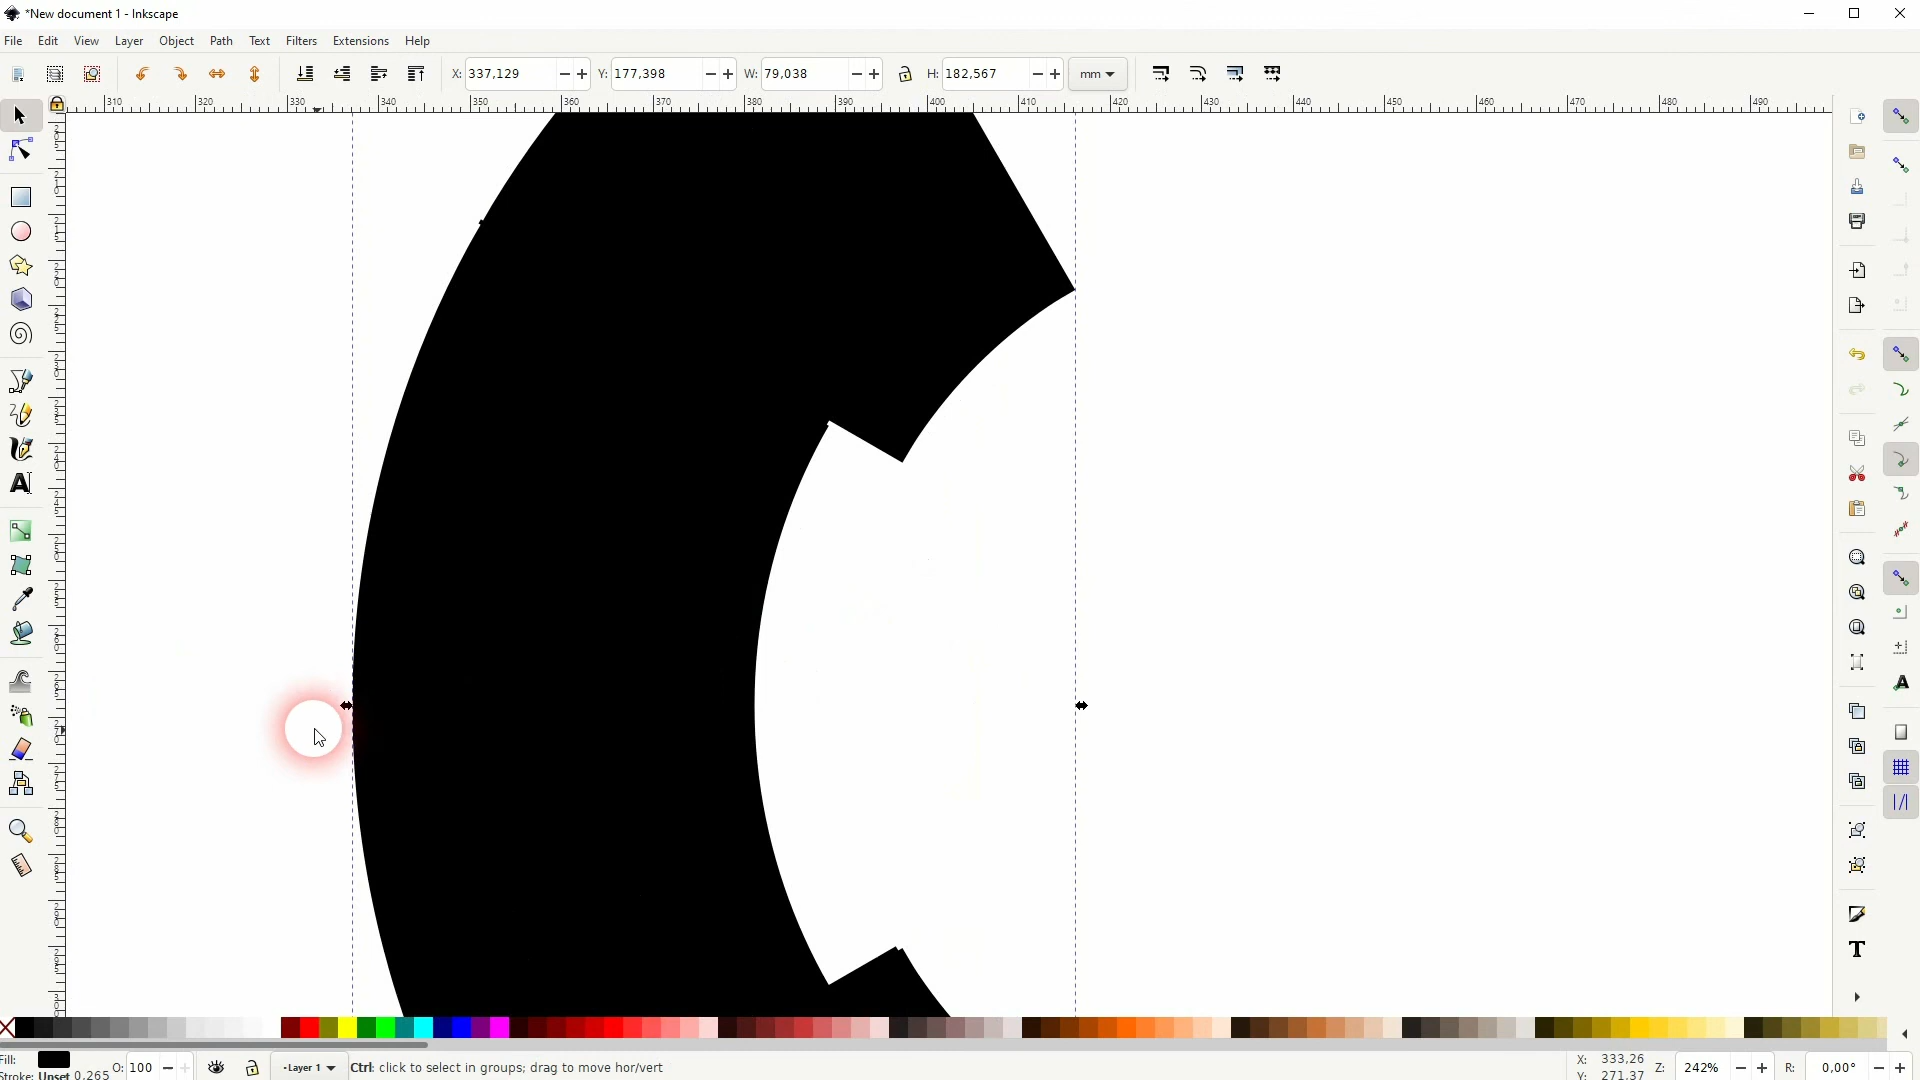 *New document 1 - Inkscape
File Edit View Layer Object Path Text Filters Extensions Help
X: 337,129 Y: 177,398 W: 79,038 H: 182,567 mm
310 320 330 340 350 360 370 380 390 400 410 420 430 440 450 460 470 480 490
Fill:
Stroke: Unset 0,265 O: 100 -Layer 1 Ctrl: click to select in groups; drag to move hor/vert X: 333,26 Z: 242% R: 0,00°
Y: 271,37